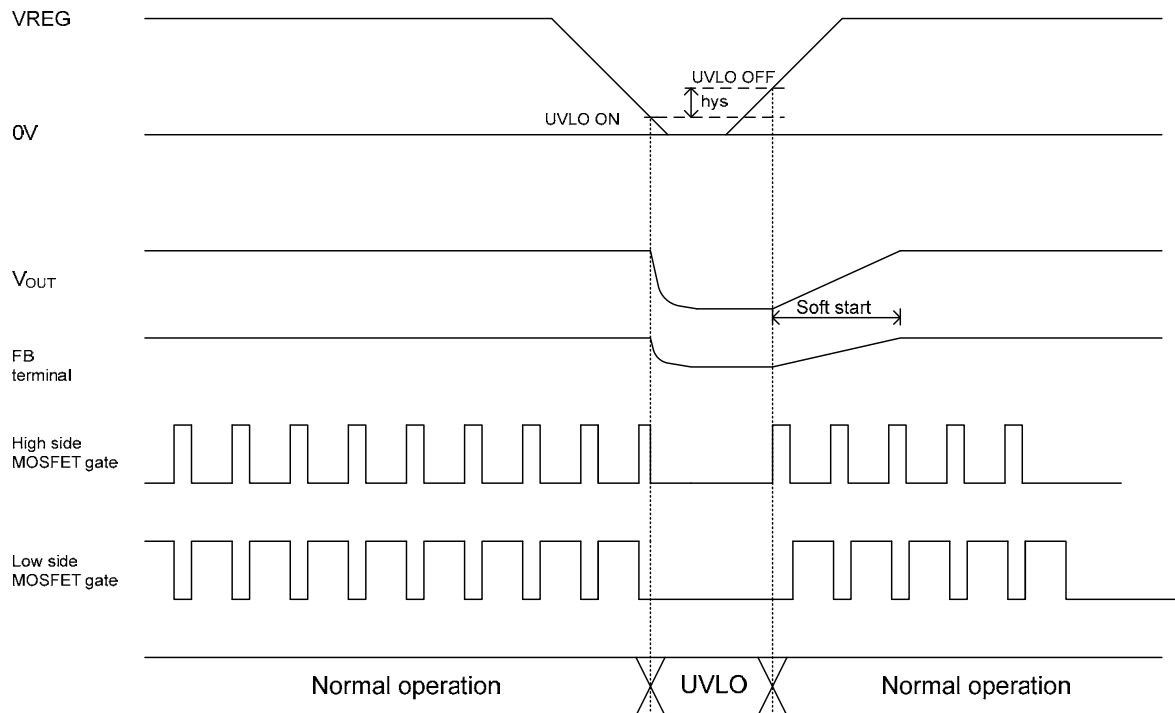 VREG
UVLO OFF
hys
UVLO ON
0V
VOUT
Soft start
FB
terminal
High side
MOSFET gate
Low side
MOSFET gate
Normal operation
UVLO
Normal operation